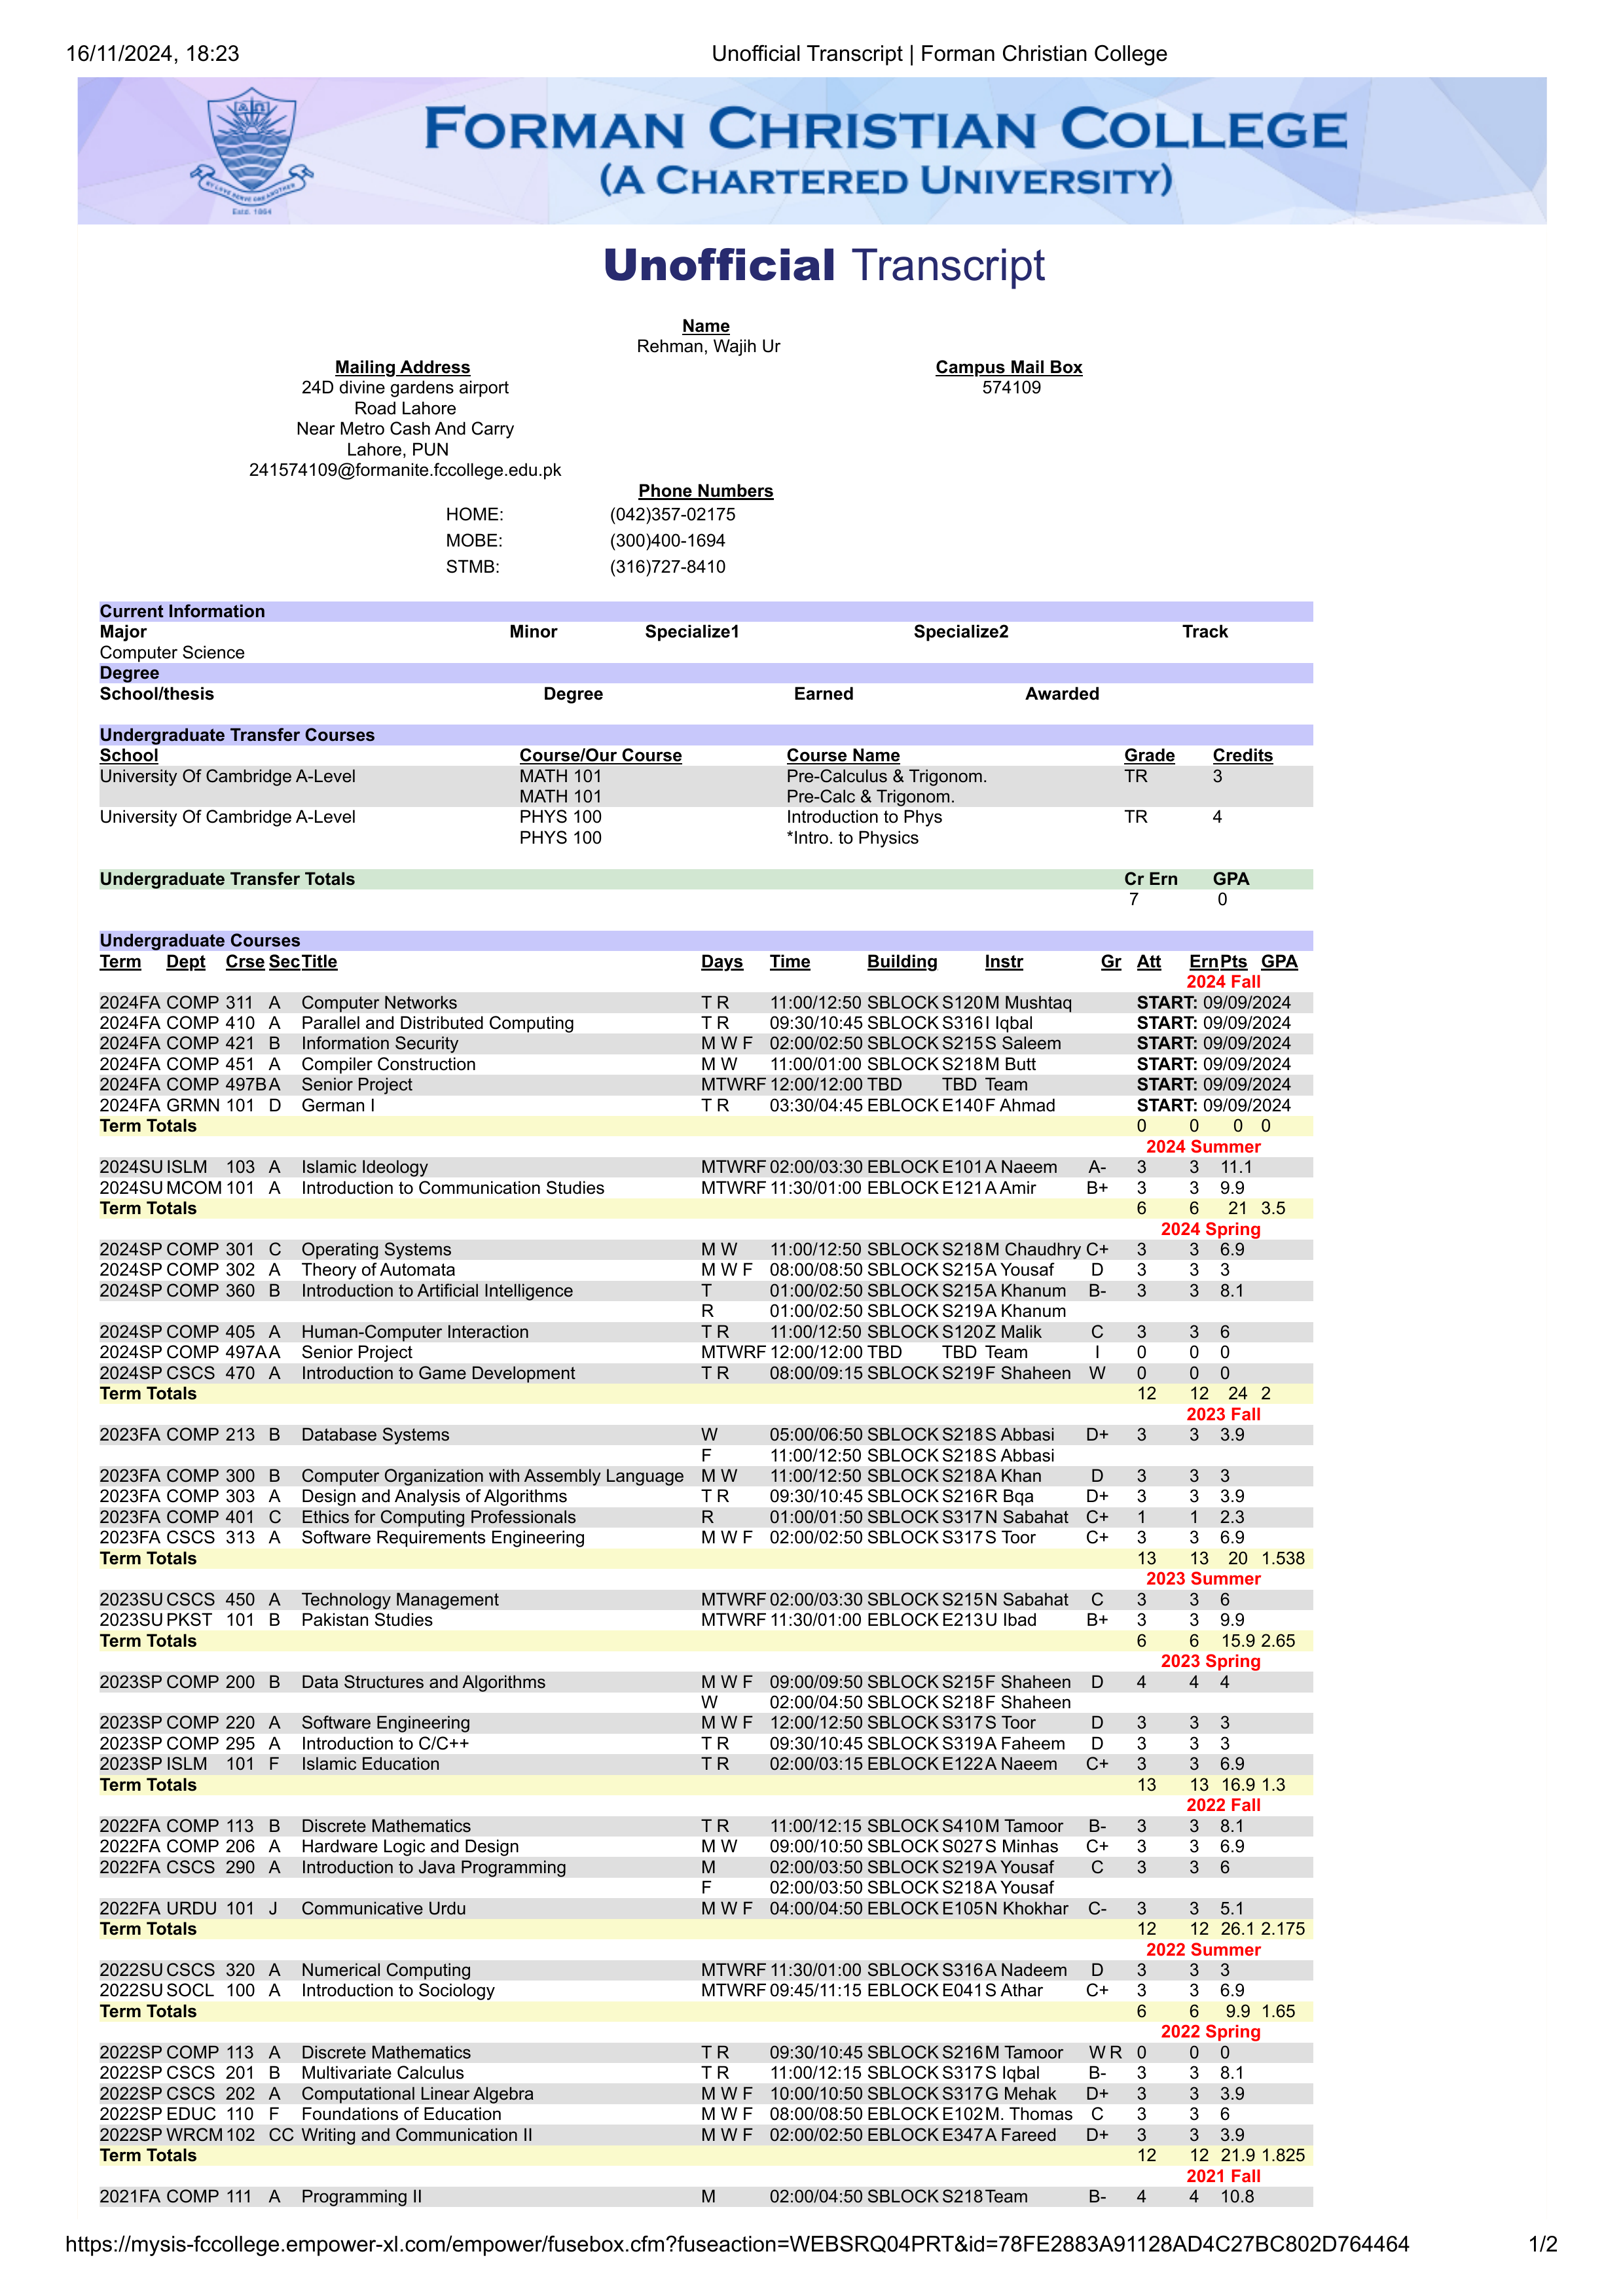 16/11/2024, 18:23 Unofficial Transcript | Forman Christian College
FORMAN CHRISTIAN COLLEGE
(A CHARTERED UNIVERSITY)
BY LOVE SERVE ONE ANOTHER
Estd. 1864
Unofficial Transcript
Name
Rehman, Wajih Ur
Mailing Address Campus Mail Box
24D divine gardens airport 574109
Road Lahore
Near Metro Cash And Carry
Lahore, PUN
241574109@formanite.fccollege.edu.pk
Phone Numbers
HOME: (042)357-02175
MOBE: (300)400-1694
STMB: (316)727-8410
Current Information
Major Minor Specialize1 Specialize2 Track
Computer Science
Degree
School/thesis Degree Earned Awarded
Undergraduate Transfer Courses
School Course/Our Course Course Name Grade Credits
University Of Cambridge A-Level MATH 101 Pre-Calculus & Trigonom. TR 3
MATH 101 Pre-Calc & Trigonom.
University Of Cambridge A-Level PHYS 100 Introduction to Phys TR 4
PHYS 100 *Intro. to Physics
Undergraduate Transfer Totals Cr Ern GPA
7 0
Undergraduate Courses
Term Dept Crse Sec Title Days Time Building Instr Gr Att Ern Pts GPA
2024 Fall
2024FA COMP 311 A Computer Networks T R 11:00/12:50 SBLOCK S120 M Mushtaq START: 09/09/2024
2024FA COMP 410 A Parallel and Distributed Computing T R 09:30/10:45 SBLOCK S316 I Iqbal START: 09/09/2024
2024FA COMP 421 B Information Security M W F 02:00/02:50 SBLOCK S215 S Saleem START: 09/09/2024
2024FA COMP 451 A Compiler Construction M W 11:00/01:00 SBLOCK S218 M Butt START: 09/09/2024
2024FA COMP 497B A Senior Project MTWRF 12:00/12:00 TBD TBD Team START: 09/09/2024
2024FA GRMN 101 D German I T R 03:30/04:45 EBLOCK E140 F Ahmad START: 09/09/2024
Term Totals 0 0 0 0
2024 Summer
2024SU ISLM 103 A Islamic Ideology MTWRF 02:00/03:30 EBLOCK E101 A Naeem A- 3 3 11.1
2024SU MCOM 101 A Introduction to Communication Studies MTWRF 11:30/01:00 EBLOCK E121 A Amir B+ 3 3 9.9
Term Totals 6 6 21 3.5
2024 Spring
2024SP COMP 301 C Operating Systems M W 11:00/12:50 SBLOCK S218 M Chaudhry C+ 3 3 6.9
2024SP COMP 302 A Theory of Automata M W F 08:00/08:50 SBLOCK S215 A Yousaf D 3 3 3
2024SP COMP 360 B Introduction to Artificial Intelligence T 01:00/02:50 SBLOCK S215 A Khanum B- 3 3 8.1
R 01:00/02:50 SBLOCK S219 A Khanum
2024SP COMP 405 A Human-Computer Interaction T R 11:00/12:50 SBLOCK S120 Z Malik C 3 3 6
2024SP COMP 497A A Senior Project MTWRF 12:00/12:00 TBD TBD Team I 0 0 0
2024SP CSCS 470 A Introduction to Game Development T R 08:00/09:15 SBLOCK S219 F Shaheen W 0 0 0
Term Totals 12 12 24 2
2023 Fall
2023FA COMP 213 B Database Systems W 05:00/06:50 SBLOCK S218 S Abbasi D+ 3 3 3.9
F 11:00/12:50 SBLOCK S218 S Abbasi
2023FA COMP 300 B Computer Organization with Assembly Language M W 11:00/12:50 SBLOCK S218 A Khan D 3 3 3
2023FA COMP 303 A Design and Analysis of Algorithms T R 09:30/10:45 SBLOCK S216 R Bqa D+ 3 3 3.9
2023FA COMP 401 C Ethics for Computing Professionals R 01:00/01:50 SBLOCK S317 N Sabahat C+ 1 1 2.3
2023FA CSCS 313 A Software Requirements Engineering M W F 02:00/02:50 SBLOCK S317 S Toor C+ 3 3 6.9
Term Totals 13 13 20 1.538
2023 Summer
2023SU CSCS 450 A Technology Management MTWRF 02:00/03:30 SBLOCK S215 N Sabahat C 3 3 6
2023SU PKST 101 B Pakistan Studies MTWRF 11:30/01:00 EBLOCK E213 U Ibad B+ 3 3 9.9
Term Totals 6 6 15.9 2.65
2023 Spring
2023SP COMP 200 B Data Structures and Algorithms M W F 09:00/09:50 SBLOCK S215 F Shaheen D 4 4 4
W 02:00/04:50 SBLOCK S218 F Shaheen
2023SP COMP 220 A Software Engineering M W F 12:00/12:50 SBLOCK S317 S Toor D 3 3 3
2023SP COMP 295 A Introduction to C/C++ T R 09:30/10:45 SBLOCK S319 A Faheem D 3 3 3
2023SP ISLM 101 F Islamic Education T R 02:00/03:15 EBLOCK E122 A Naeem C+ 3 3 6.9
Term Totals 13 13 16.9 1.3
2022 Fall
2022FA COMP 113 B Discrete Mathematics T R 11:00/12:15 SBLOCK S410 M Tamoor B- 3 3 8.1
2022FA COMP 206 A Hardware Logic and Design M W 09:00/10:50 SBLOCK S027 S Minhas C+ 3 3 6.9
2022FA CSCS 290 A Introduction to Java Programming M 02:00/03:50 SBLOCK S219 A Yousaf C 3 3 6
F 02:00/03:50 SBLOCK S218 A Yousaf
2022FA URDU 101 J Communicative Urdu M W F 04:00/04:50 EBLOCK E105 N Khokhar C- 3 3 5.1
Term Totals 12 12 26.1 2.175
2022 Summer
2022SU CSCS 320 A Numerical Computing MTWRF 11:30/01:00 SBLOCK S316 A Nadeem D 3 3 3
2022SU SOCL 100 A Introduction to Sociology MTWRF 09:45/11:15 EBLOCK E041 S Athar C+ 3 3 6.9
Term Totals 6 6 9.9 1.65
2022 Spring
2022SP COMP 113 A Discrete Mathematics T R 09:30/10:45 SBLOCK S216 M Tamoor W R 0 0 0
2022SP CSCS 201 B Multivariate Calculus T R 11:00/12:15 SBLOCK S317 S Iqbal B- 3 3 8.1
2022SP CSCS 202 A Computational Linear Algebra M W F 10:00/10:50 SBLOCK S317 G Mehak D+ 3 3 3.9
2022SP EDUC 110 F Foundations of Education M W F 08:00/08:50 EBLOCK E102 M. Thomas C 3 3 6
2022SP WRCM 102 CC Writing and Communication II M W F 02:00/02:50 EBLOCK E347 A Fareed D+ 3 3 3.9
Term Totals 12 12 21.9 1.825
2021 Fall
2021FA COMP 111 A Programming II M 02:00/04:50 SBLOCK S218 Team B- 4 4 10.8
https://mysis-fccollege.empower-xl.com/empower/fusebox.cfm?fuseaction=WEBSRQ04PRT&id=78FE2883A91128AD4C27BC802D764464 1/2